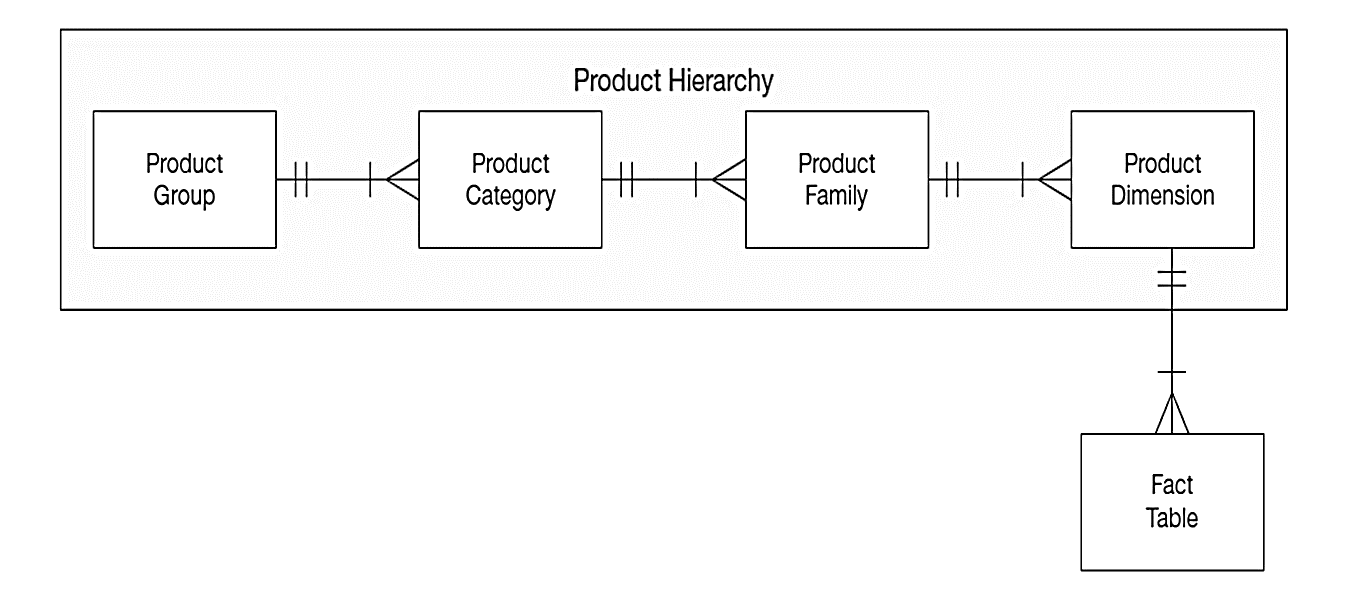 Product Hierarchy
Product
Group
Product
Category
Product
Family
Product
Dimension
Fact
Table